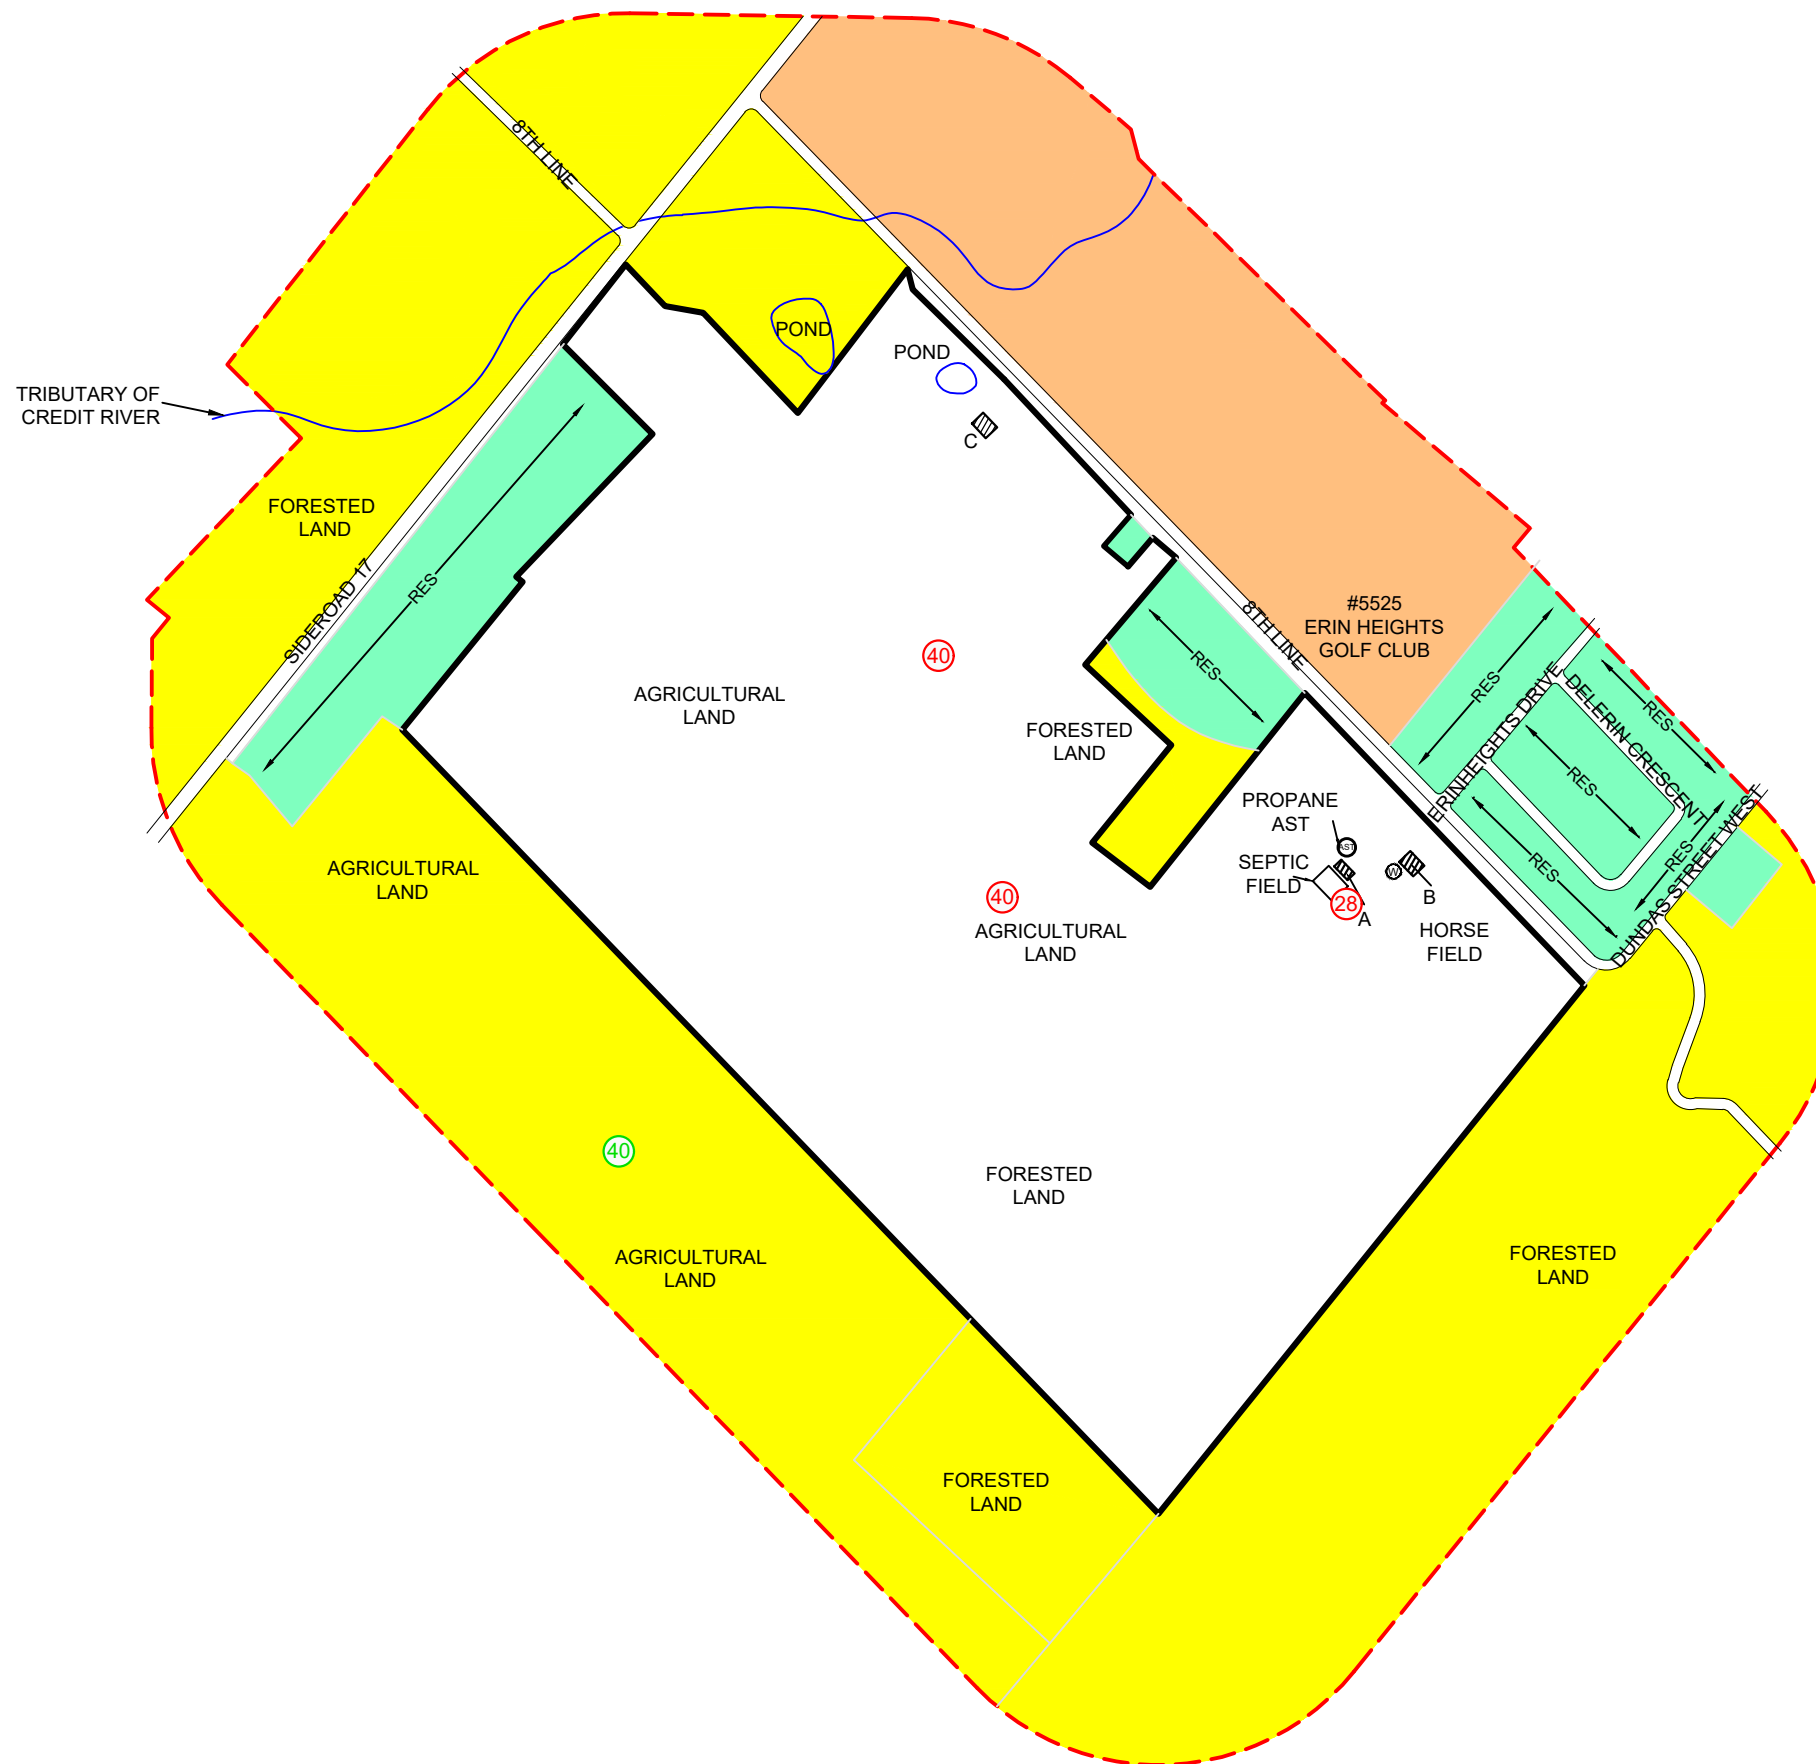 8TH LINE
POND
POND
TRIBUTARY OF
CREDIT RIVER
C
FORESTED
LAND
SIDEROAD 17
RES
8TH LINE
#5525
ERIN HEIGHTS
GOLF CLUB
40
RES
RES
ERINHEIGHTS DRIVE
DELERIN CRESCENT
RES
AGRICULTURAL
LAND
FORESTED
LAND
RES
PROPANE
AST
AST
RES
RES
DUNDAS STREET WEST
AGRICULTURAL
LAND
SEPTIC
FIELD
W
40
28
A
B
AGRICULTURAL
LAND
HORSE
FIELD
40
FORESTED
LAND
AGRICULTURAL
LAND
FORESTED
LAND
FORESTED
LAND